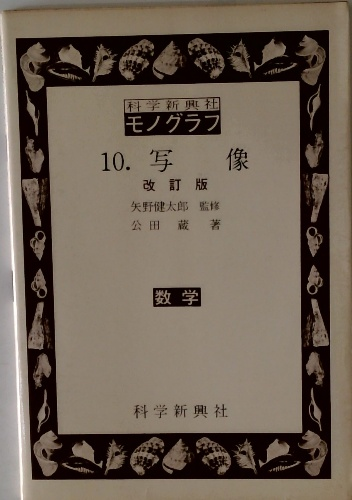 科学新興社
モノグラフ
10. 写 像
改訂版
矢野健太郎 監修
公田 蔵 著
数学
科学新興社